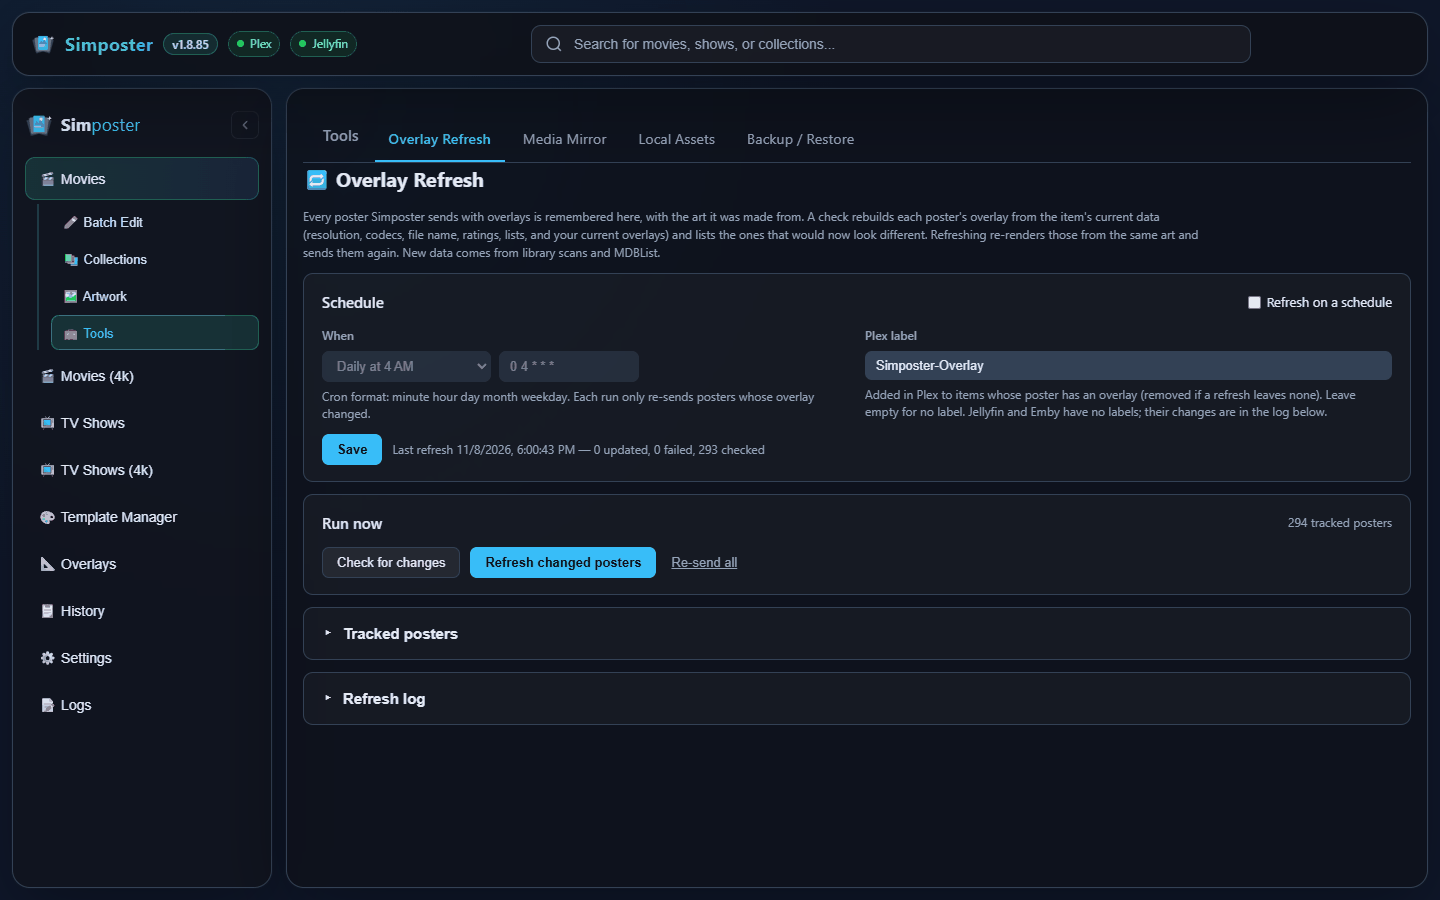 Simposter v1.8.85 Plex Jellyfin Search for movies, shows, or collections...
Simposter
Movies
Batch Edit
Collections
Artwork
Tools
Movies (4k)
TV Shows
TV Shows (4k)
Template Manager
Overlays
History
Settings
Logs
Tools Overlay Refresh Media Mirror Local Assets Backup / Restore
Overlay Refresh
Every poster Simposter sends with overlays is remembered here, with the art it was made from. A check rebuilds each poster's overlay from the item's current data
(resolution, codecs, file name, ratings, lists, and your current overlays) and lists the ones that would now look different. Refreshing re-renders those from the same art and
sends them again. New data comes from library scans and MDBList.
Schedule Refresh on a schedule
When
Daily at 4 AM 0 4 * * *
Cron format: minute hour day month weekday. Each run only re-sends posters whose overlay
changed.
Plex label
Simposter-Overlay
Added in Plex to items whose poster has an overlay (removed if a refresh leaves none). Leave
empty for no label. Jellyfin and Emby have no labels; their changes are in the log below.
Save Last refresh 11/8/2026, 6:00:43 PM — 0 updated, 0 failed, 293 checked
Run now 294 tracked posters
Check for changes Refresh changed posters Re-send all
Tracked posters
Refresh log